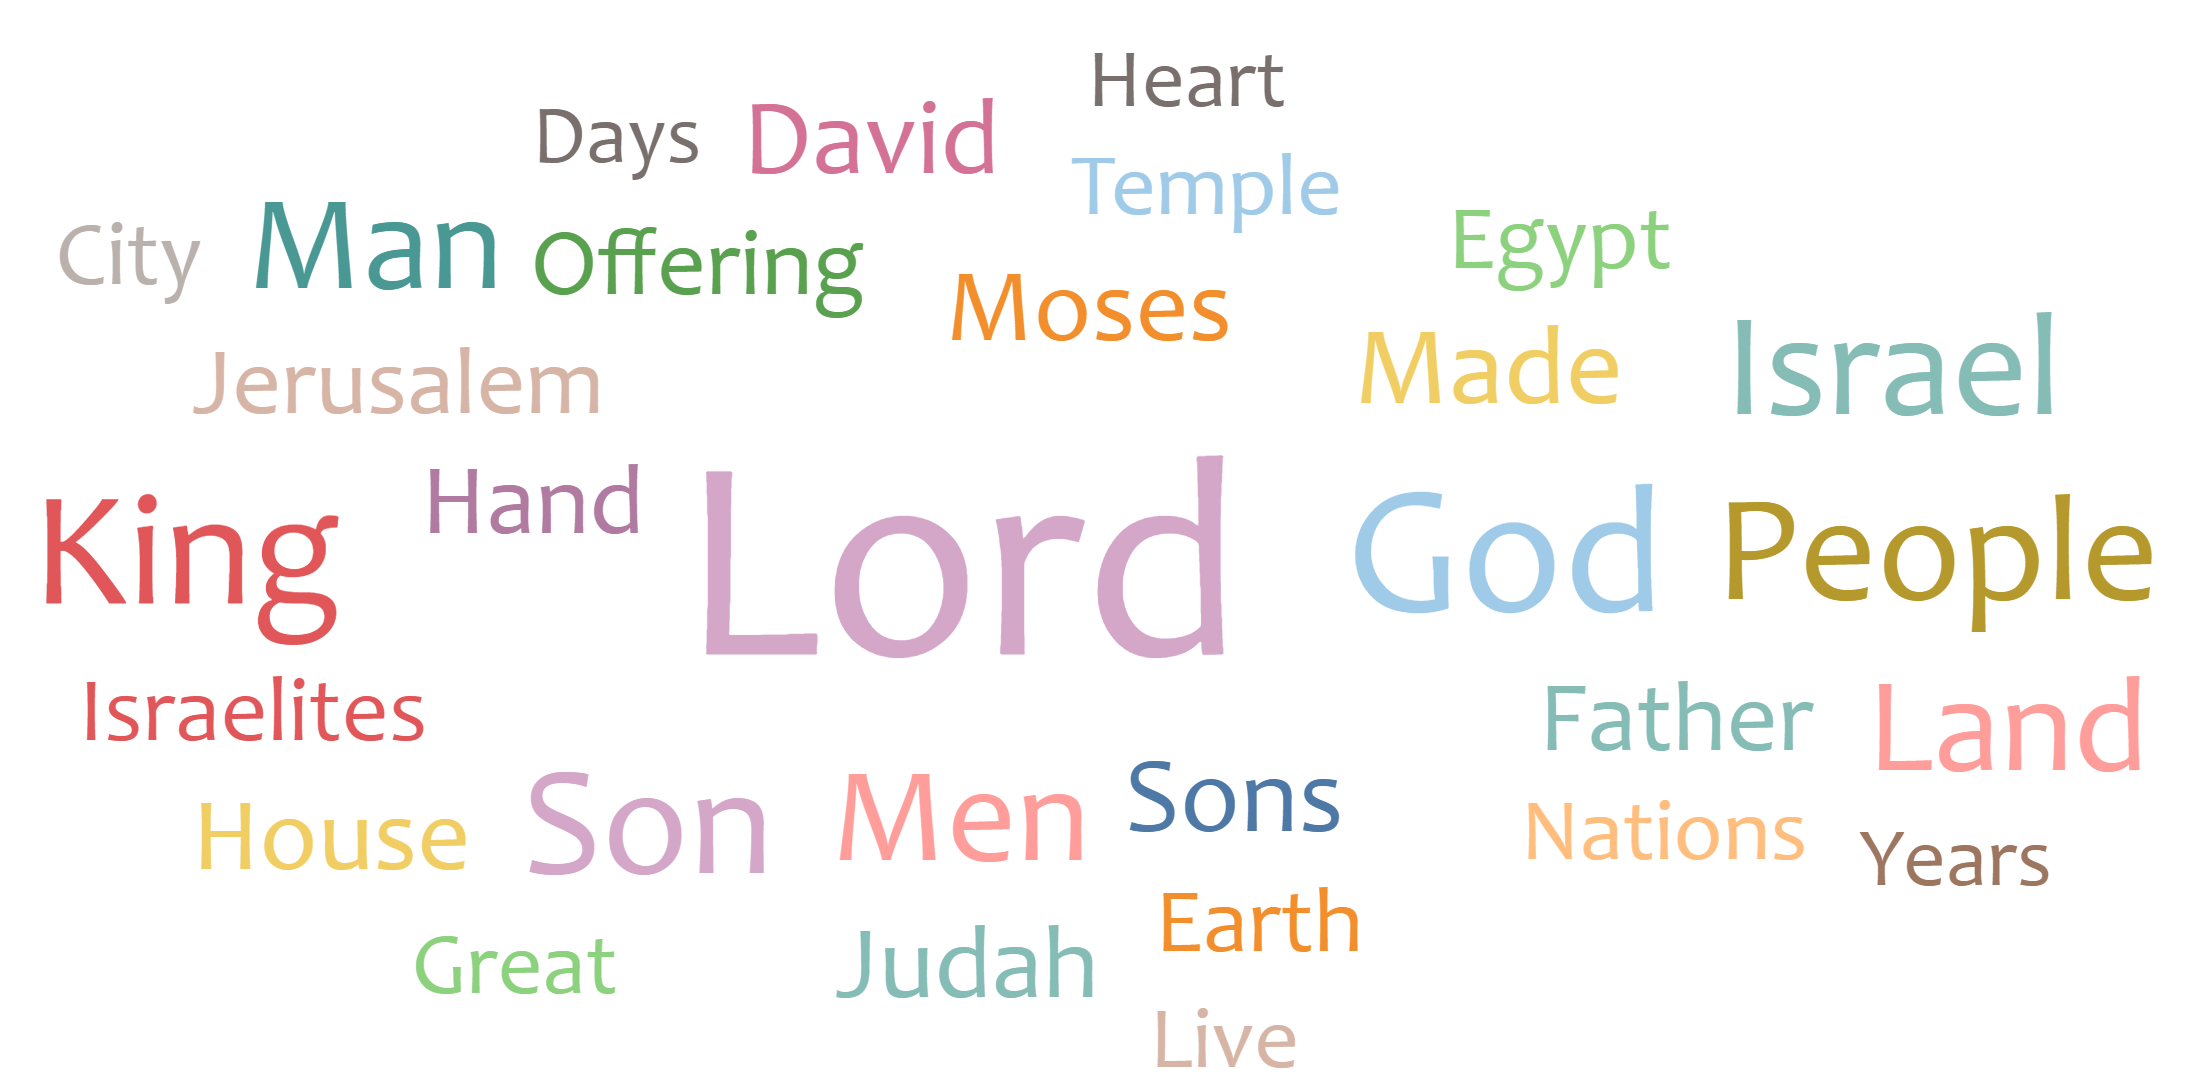 Heart
Days
David
Temple
City
Man
Offering
Egypt
Moses
Jerusalem
Made
Israel
King
Hand
Lord
God
People
Israelites
Father
Land
House
Son
Men
Sons
Nations
Years
Great
Judah
Earth
Live